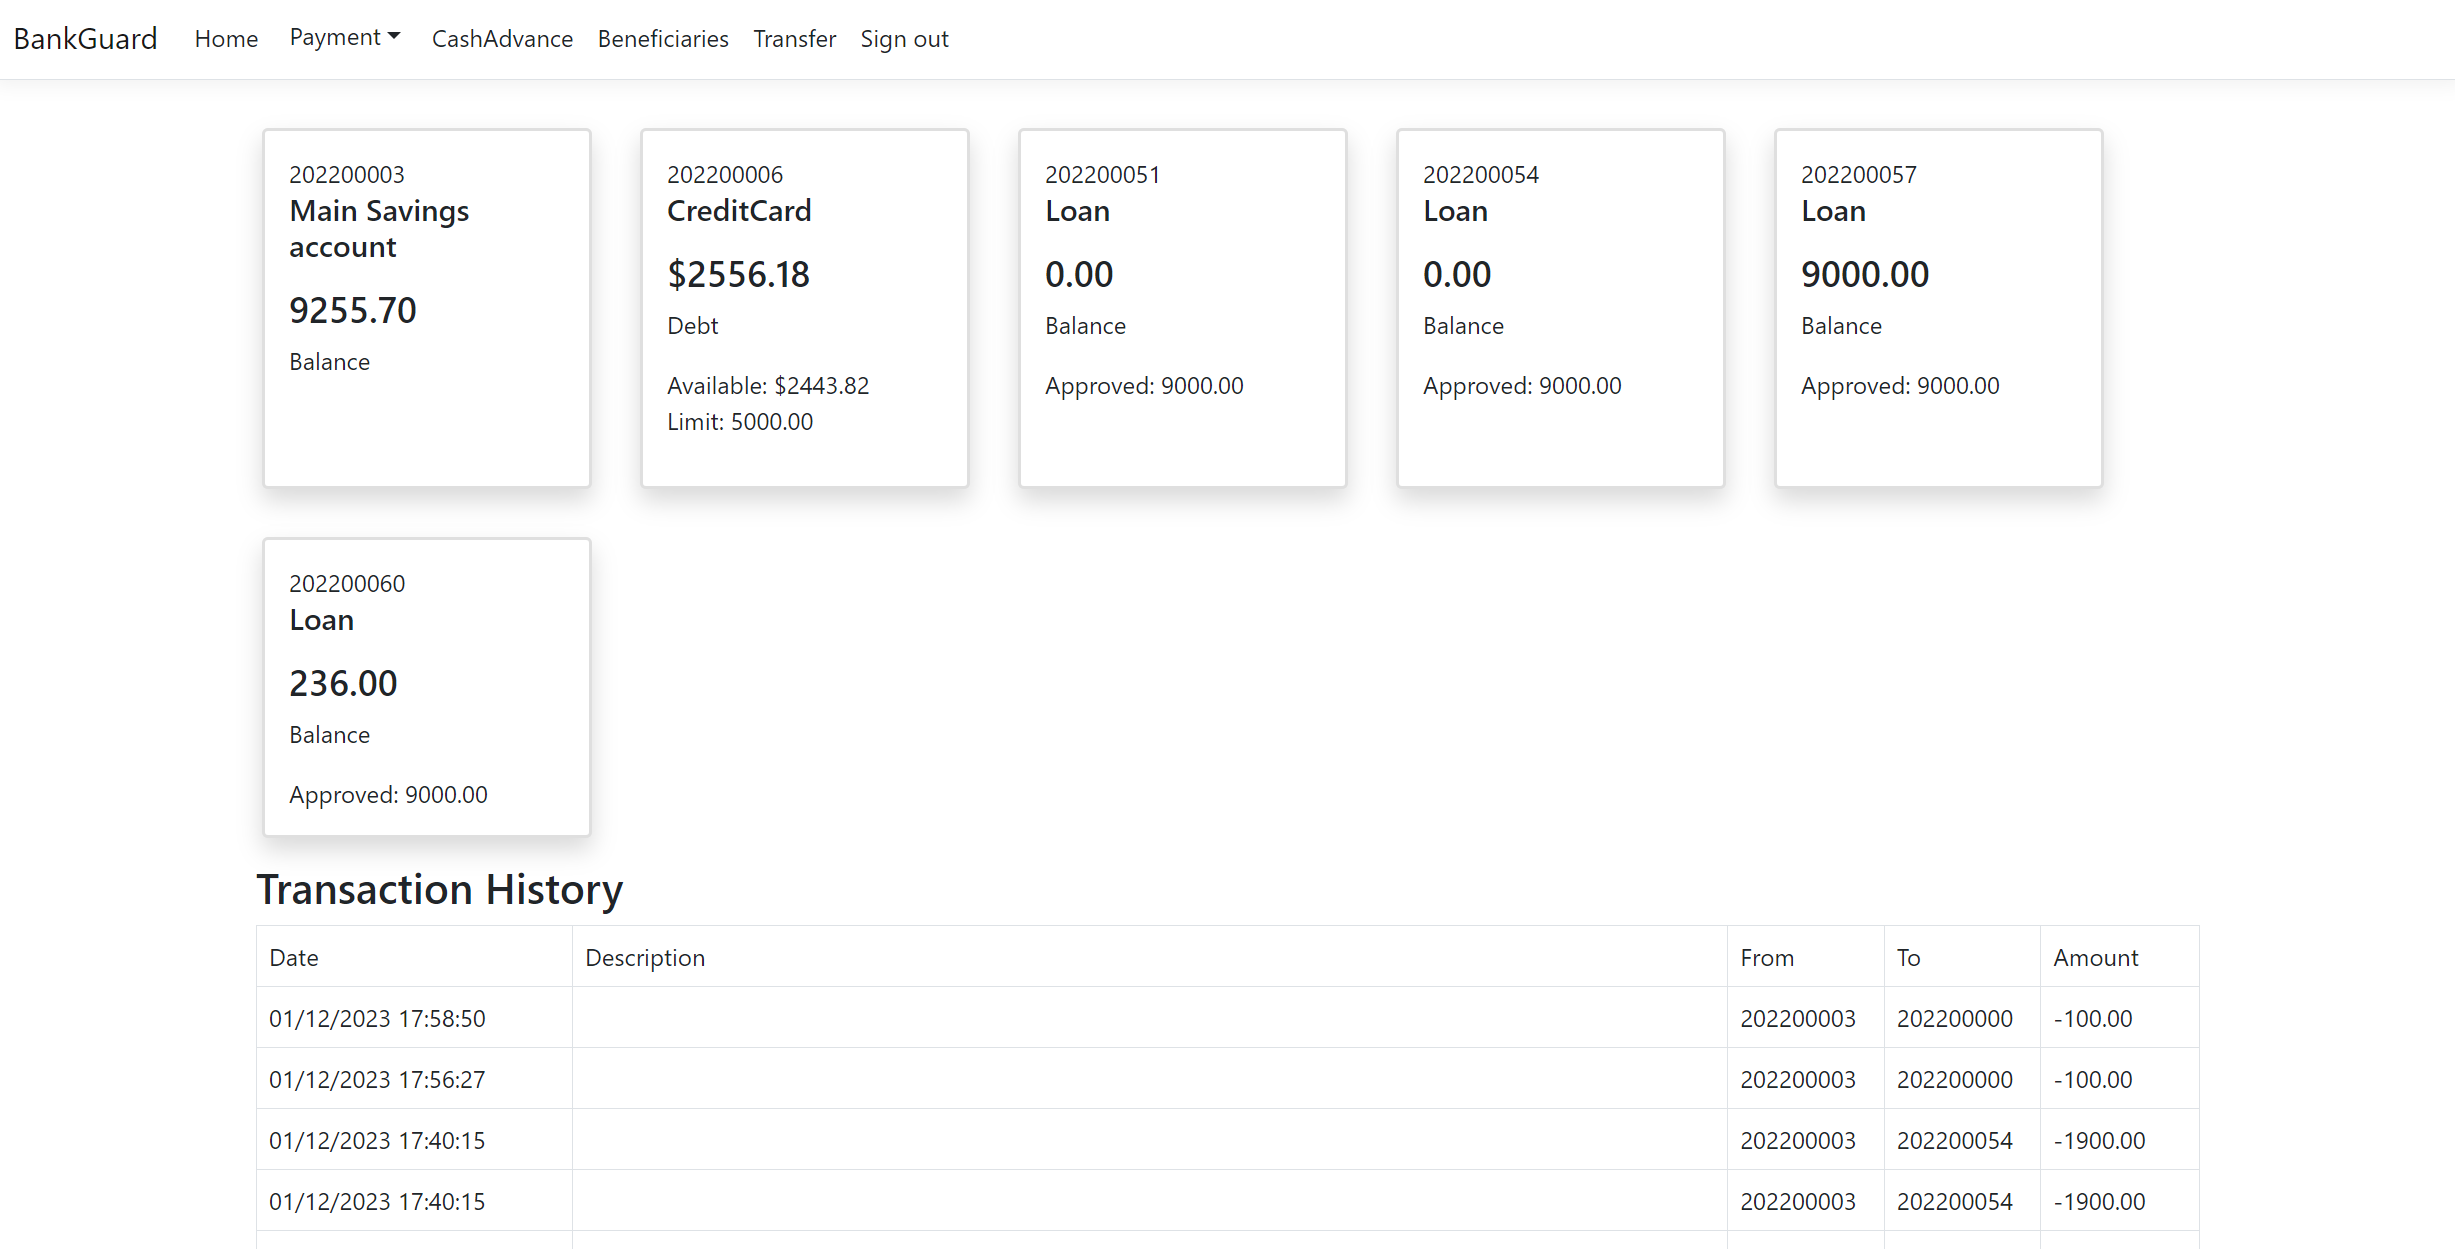 BankGuard Home Payment CashAdvance Beneficiaries Transfer Sign out
202200003
Main Savings
account
9255.70
Balance
202200006
CreditCard
$2556.18
Debt
Available: $2443.82
Limit: 5000.00
202200051
Loan
0.00
Balance
Approved: 9000.00
202200054
Loan
0.00
Balance
Approved: 9000.00
202200057
Loan
9000.00
Balance
Approved: 9000.00
202200060
Loan
236.00
Balance
Approved: 9000.00
Transaction History
Date Description From To Amount
01/12/2023 17:58:50 202200003 202200000 -100.00
01/12/2023 17:56:27 202200003 202200000 -100.00
01/12/2023 17:40:15 202200003 202200054 -1900.00
01/12/2023 17:40:15 202200003 202200054 -1900.00